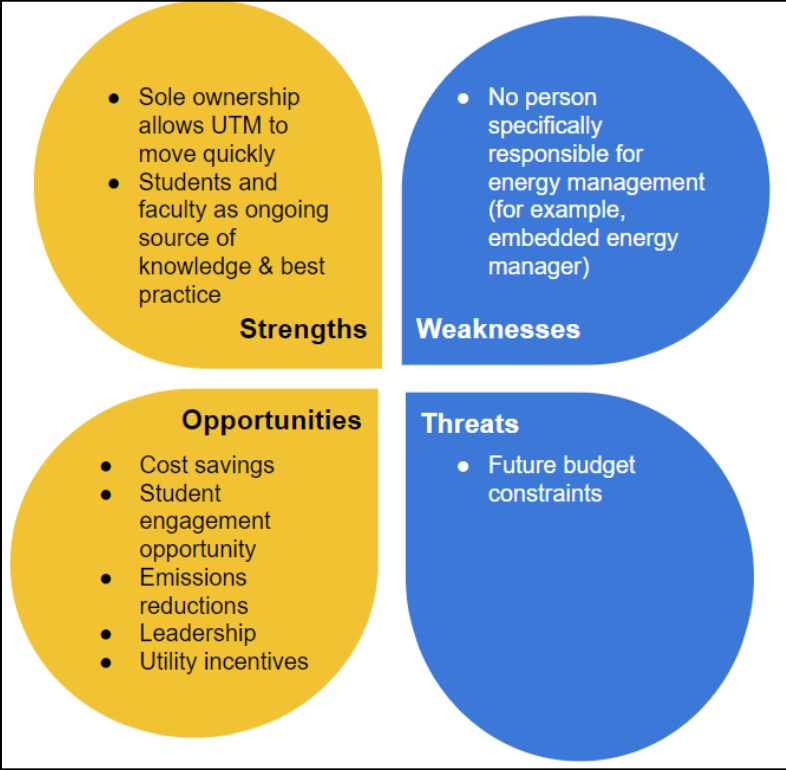 ● Sole ownership
allows UTM to
move quickly
● Students and
faculty as ongoing
source of
knowledge & best
practice
Strengths
● No person
specifically
responsible for
energy management
(for example,
embedded energy
manager)
Weaknesses
Opportunities
● Cost savings
● Student
engagement
opportunity
● Emissions
reductions
● Leadership
● Utility incentives
Threats
● Future budget
constraints